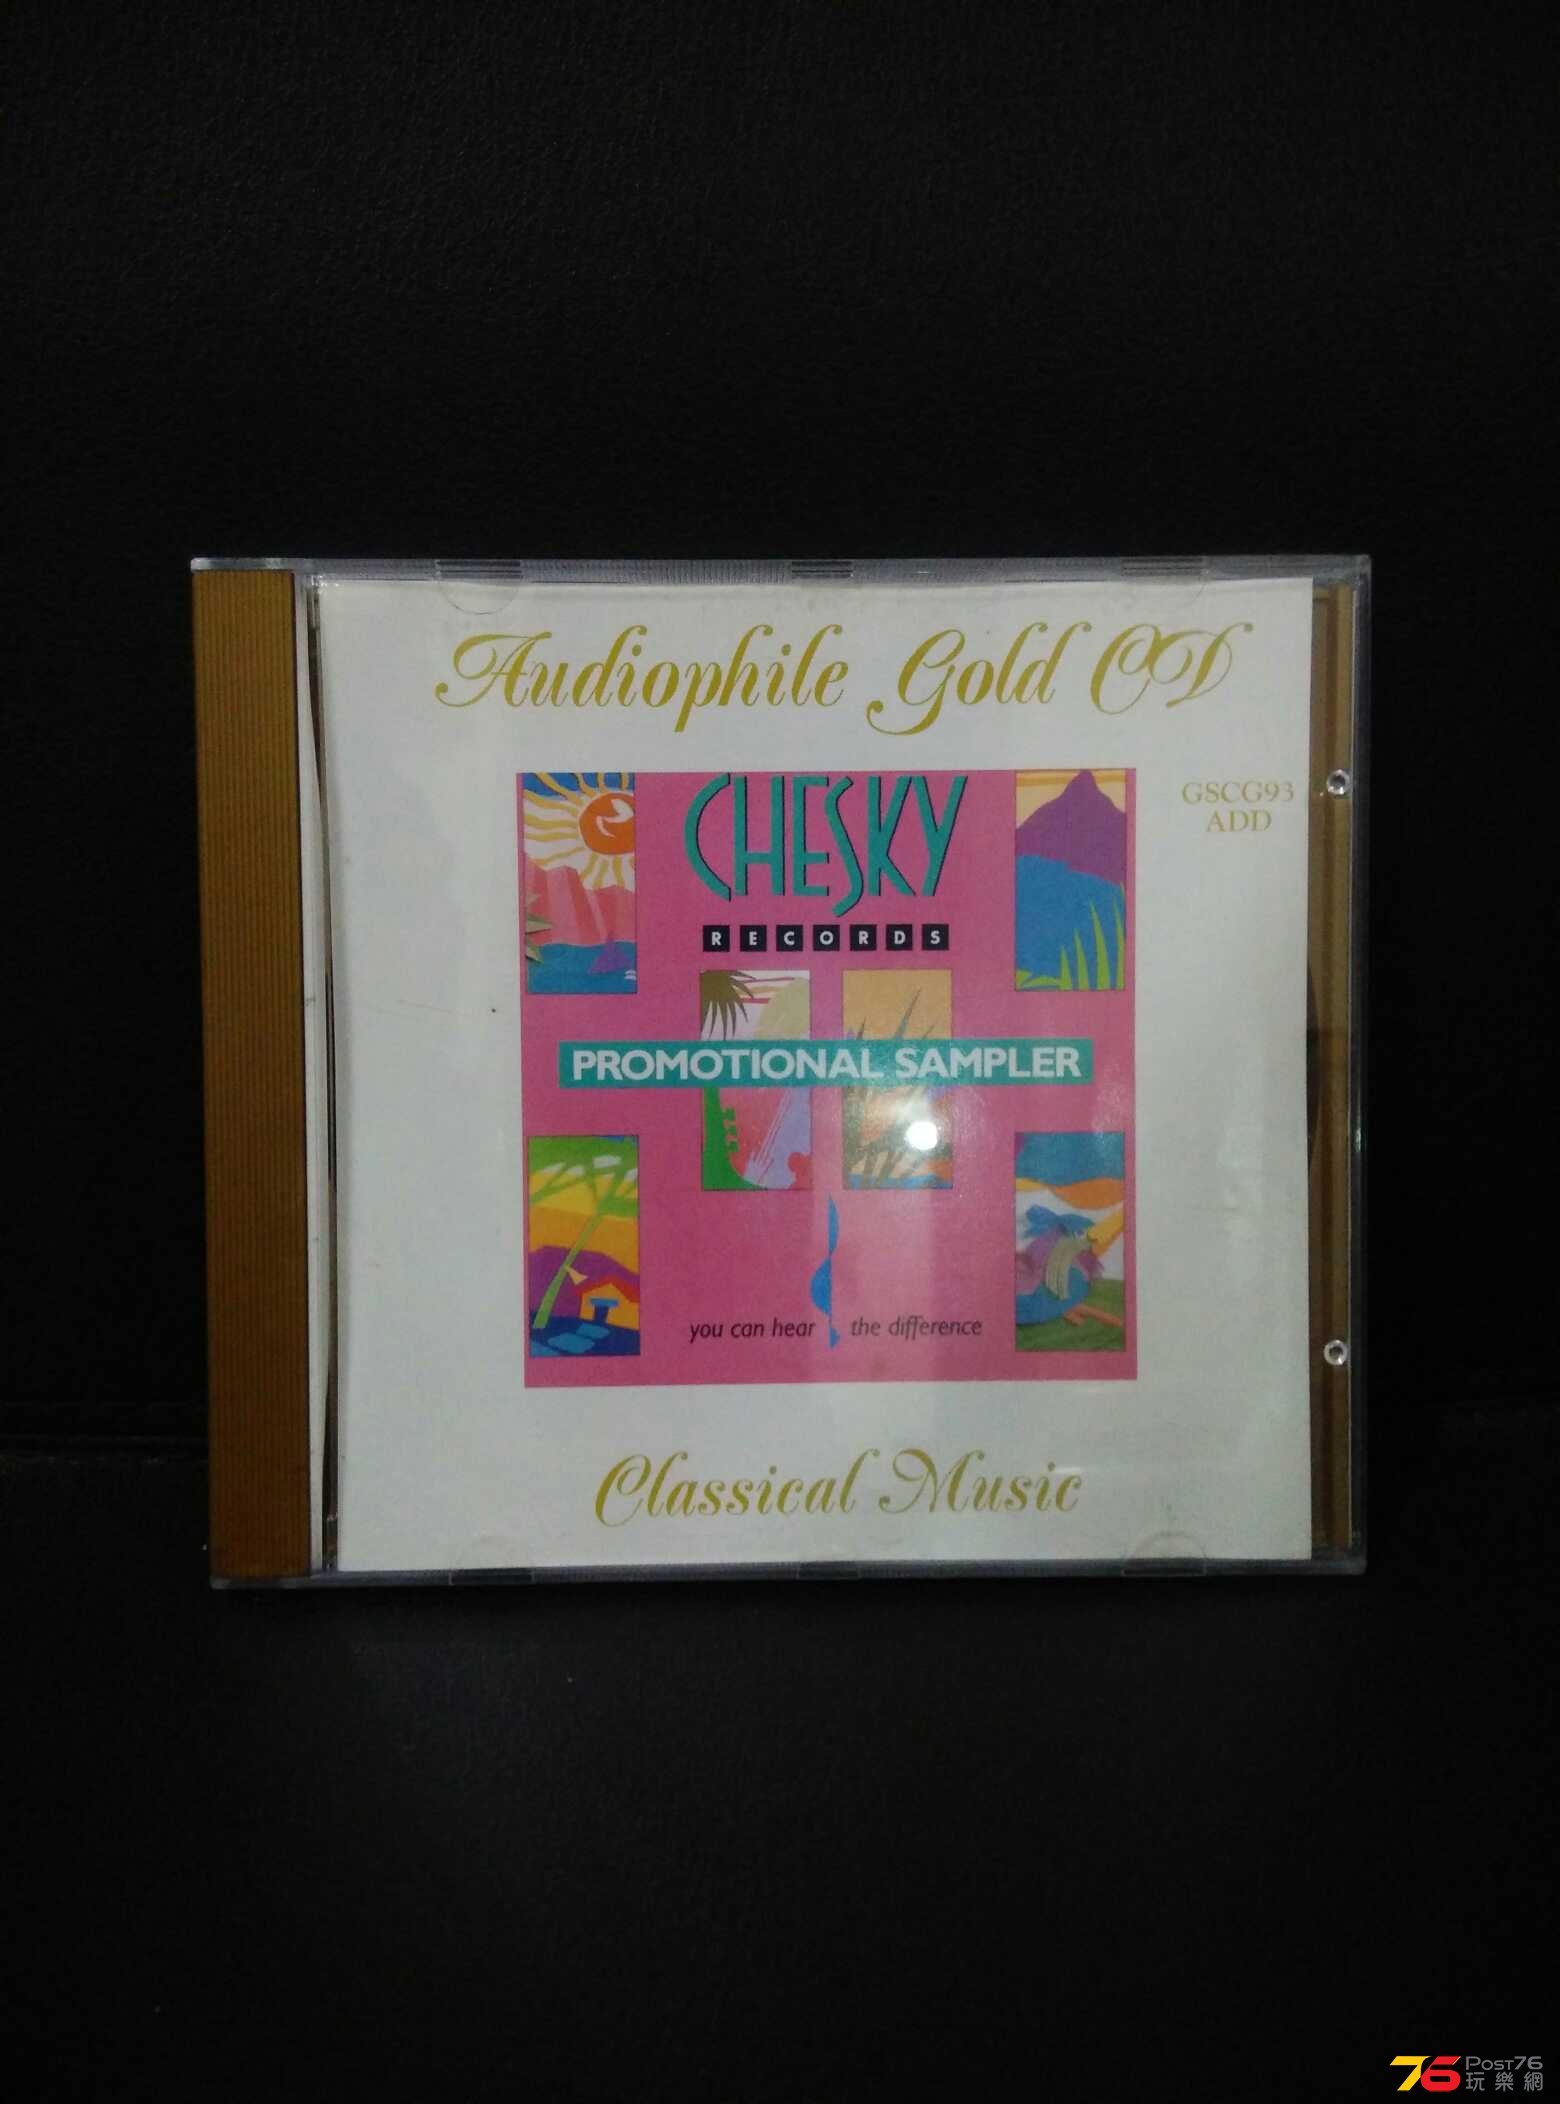 Audiophile Gold CD
CHESKY
RECORDS
GSCG93
ADD
PROMOTIONAL SAMPLER
you can hear the difference
Classical Music
76 POST76
玩樂網